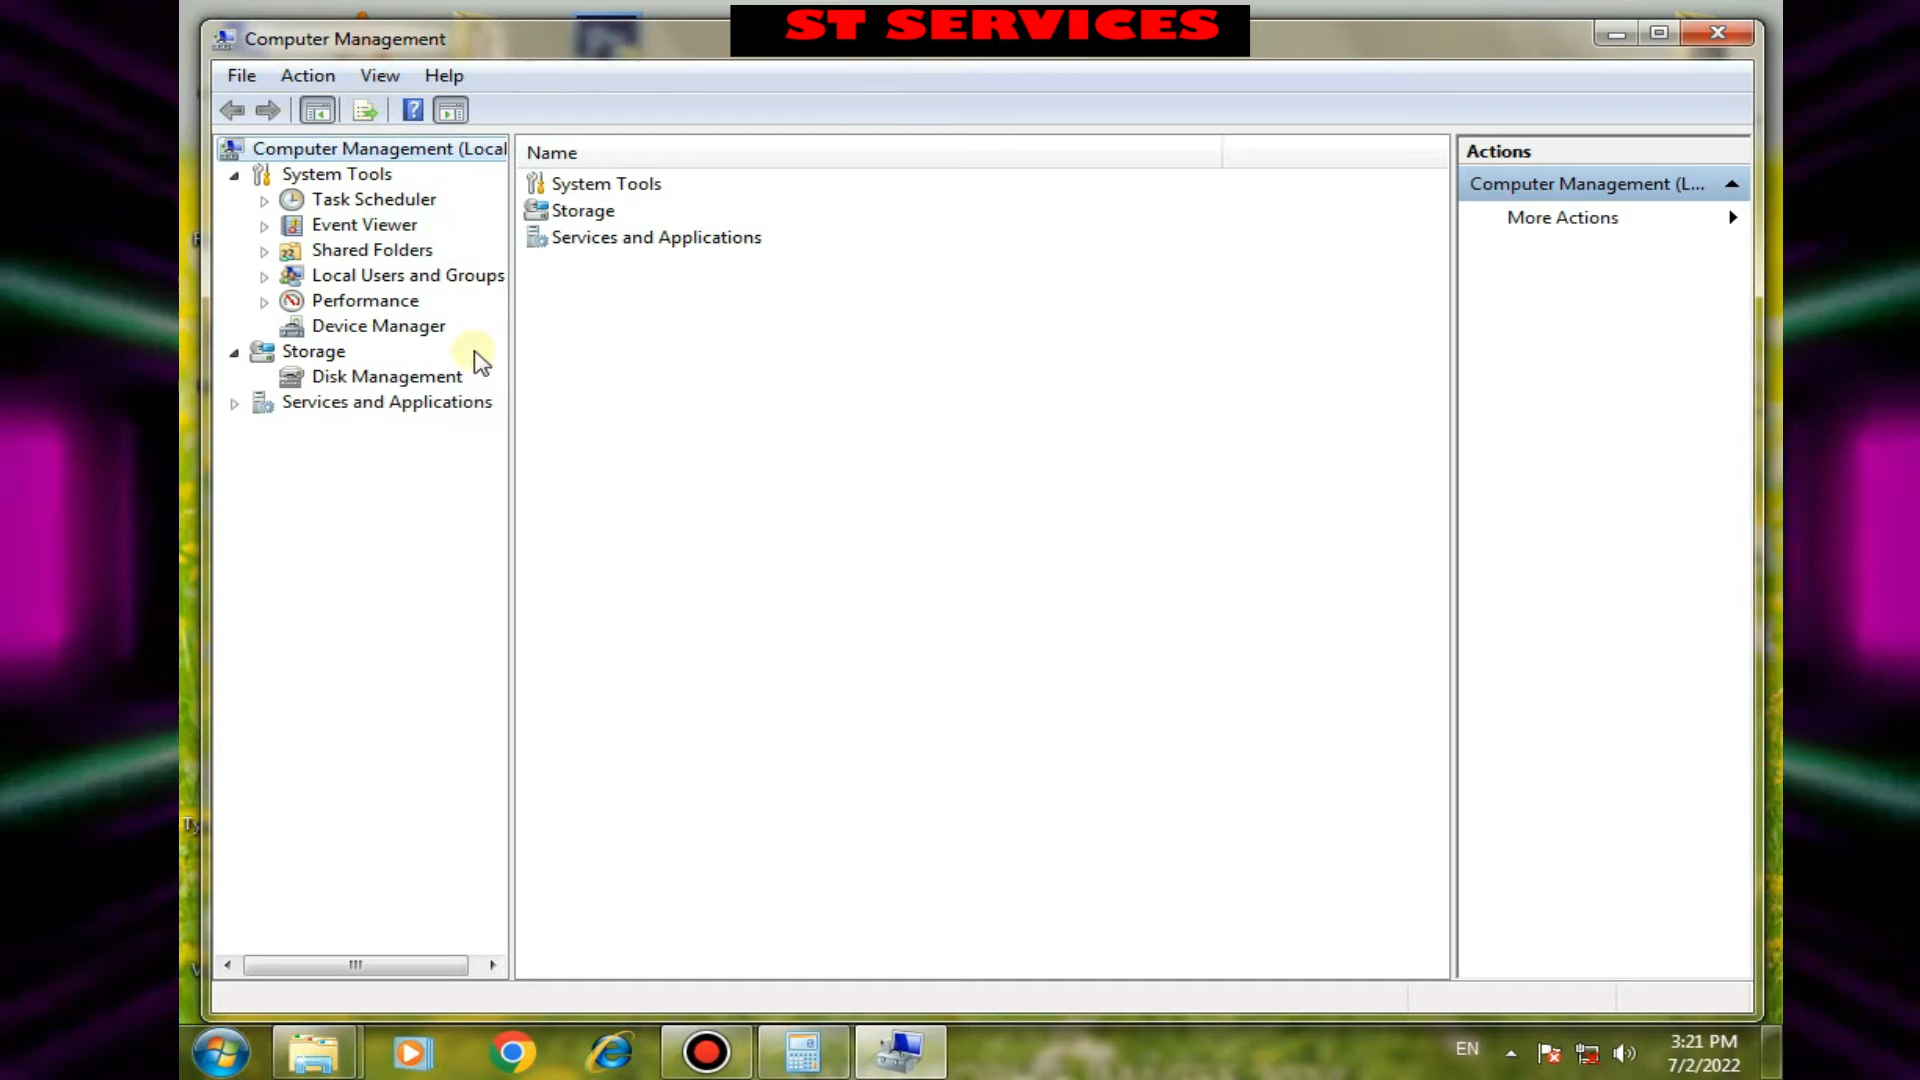 ST SERVICES
Computer Management
File Action View Help
Computer Management (Local
System Tools
Task Scheduler
Event Viewer
Shared Folders
Local Users and Groups
Performance
Device Manager
Storage
Disk Management
Services and Applications
Name
System Tools
Storage
Services and Applications
Actions
Computer Management (L...
More Actions
EN
3:21 PM
7/2/2022